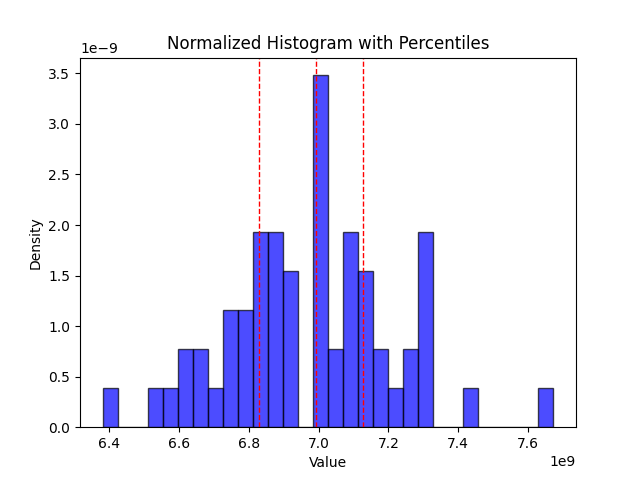 Normalized Histogram with Percentiles
1e−9
3.5
3.0
2.5
2.0
1.5
1.0
0.5
0.0
Density
6.4 6.6 6.8 7.0 7.2 7.4 7.6
Value
1e9